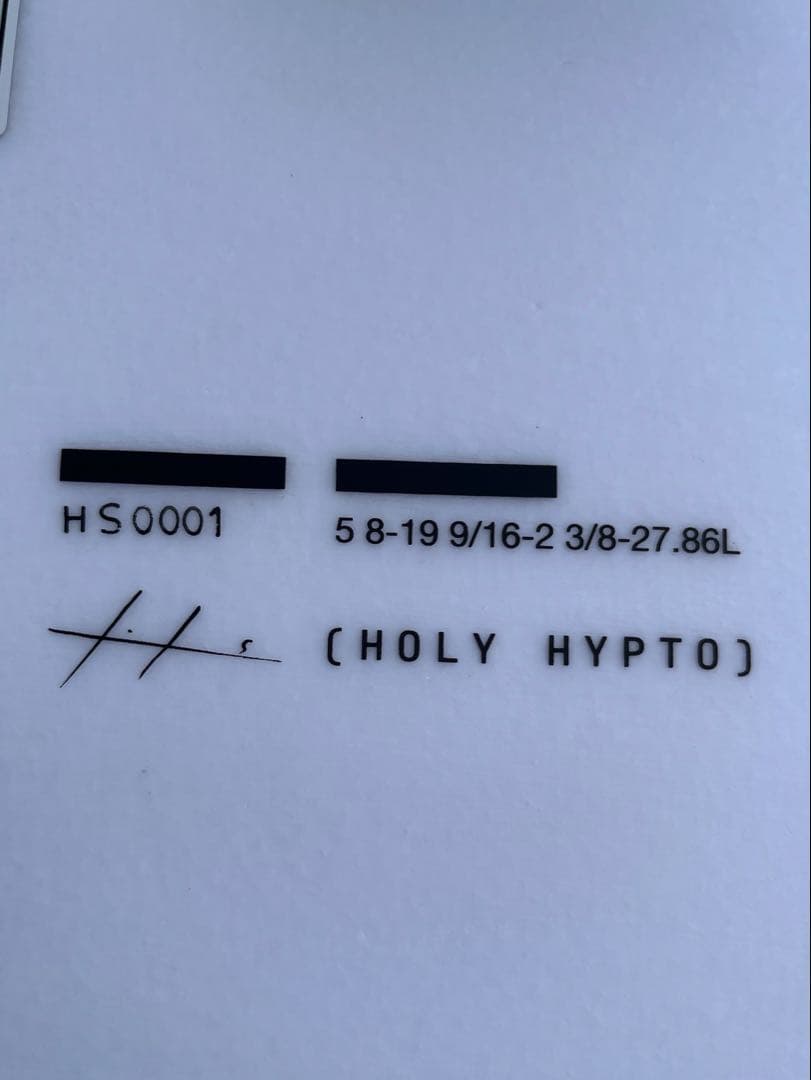 HS0001
5 8-19 9/16-2 3/8-27.86L
(HOLY HYPTO)